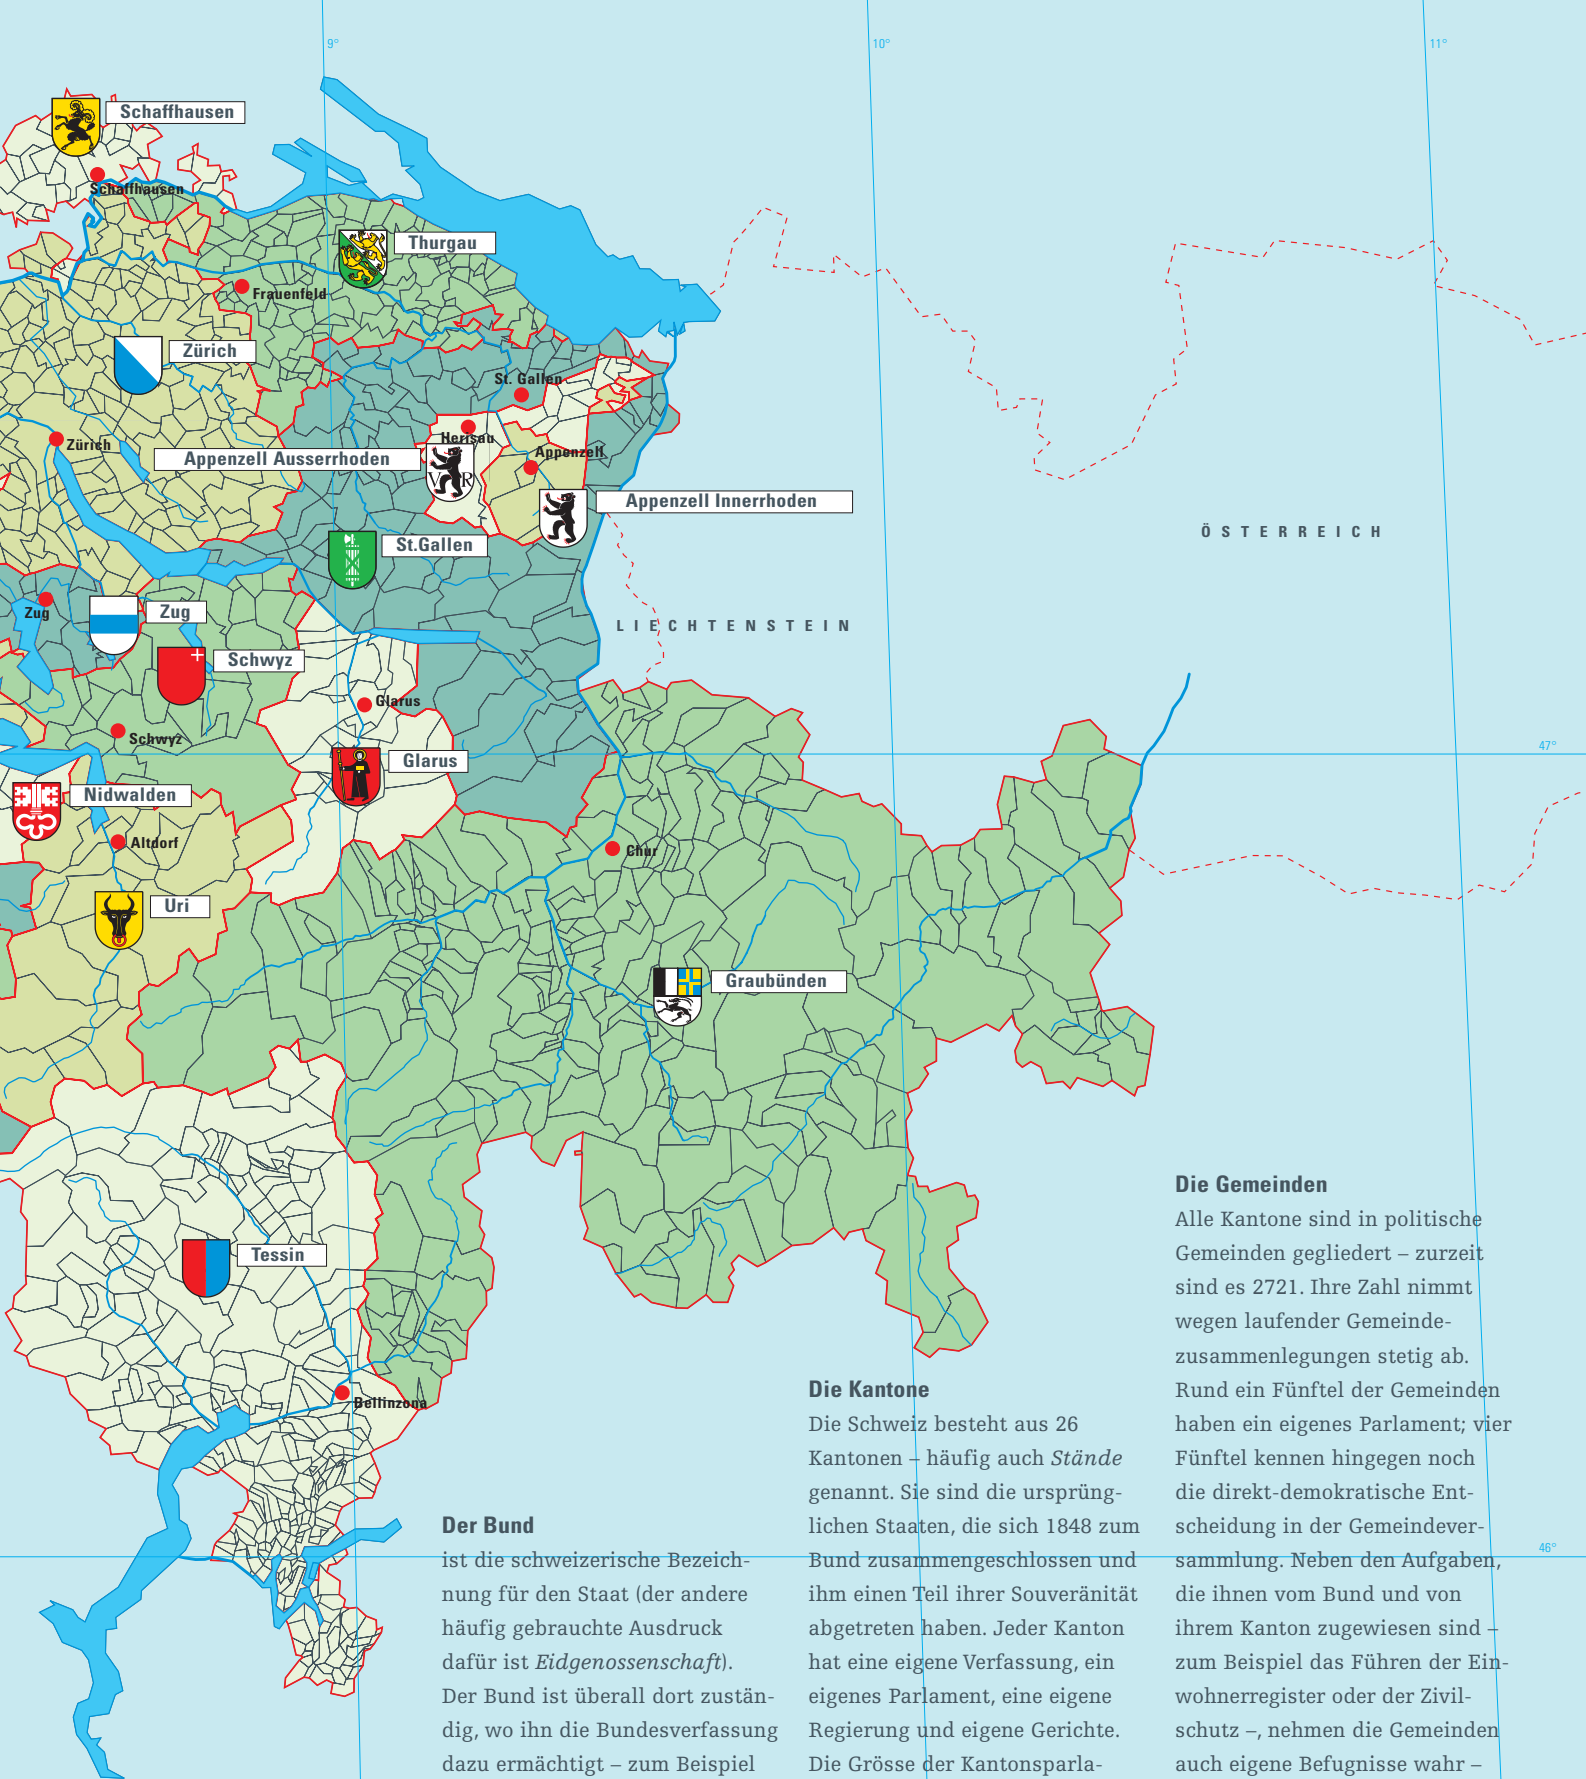 9°
10°
11°
Schaffhausen
Schaffhausen
Thurgau
Frauenfeld
Zürich
St. Gallen
Zürich
Herisau
Appenzell
Appenzell Ausserrhoden
V R
Appenzell Innerrhoden
ÖSTERREICH
St.Gallen
Zug
Zug
LIECHTENSTEIN
Schwyz
Glarus
Schwyz
47°
Glarus
Nidwalden
Altdorf
Chur
Uri
Graubünden
Tessin
Bellinzona
46°
Der Bund
ist die schweizerische Bezeich-
nung für den Staat (der andere
häufig gebrauchte Ausdruck
dafür ist Eidgenossenschaft).
Der Bund ist überall dort zustän-
dig, wo ihn die Bundesverfassung
dazu ermächtigt – zum Beispiel
Die Kantone
Die Schweiz besteht aus 26
Kantonen – häufig auch Stände
genannt. Sie sind die ursprüng-
lichen Staaten, die sich 1848 zum
Bund zusammengeschlossen und
ihm einen Teil ihrer Souveränität
abgetreten haben. Jeder Kanton
hat eine eigene Verfassung, ein
eigenes Parlament, eine eigene
Regierung und eigene Gerichte.
Die Grösse der Kantonsparla-
Die Gemeinden
Alle Kantone sind in politische
Gemeinden gegliedert – zurzeit
sind es 2721. Ihre Zahl nimmt
wegen laufender Gemeinde-
zusammenlegungen stetig ab.
Rund ein Fünftel der Gemeinden
haben ein eigenes Parlament; vier
Fünftel kennen hingegen noch
die direkt-demokratische Ent-
scheidung in der Gemeindever-
sammlung. Neben den Aufgaben,
die ihnen vom Bund und von
ihrem Kanton zugewiesen sind –
zum Beispiel das Führen der Ein-
wohnerregister oder der Zivil-
schutz –, nehmen die Gemeinden
auch eigene Befugnisse wahr –